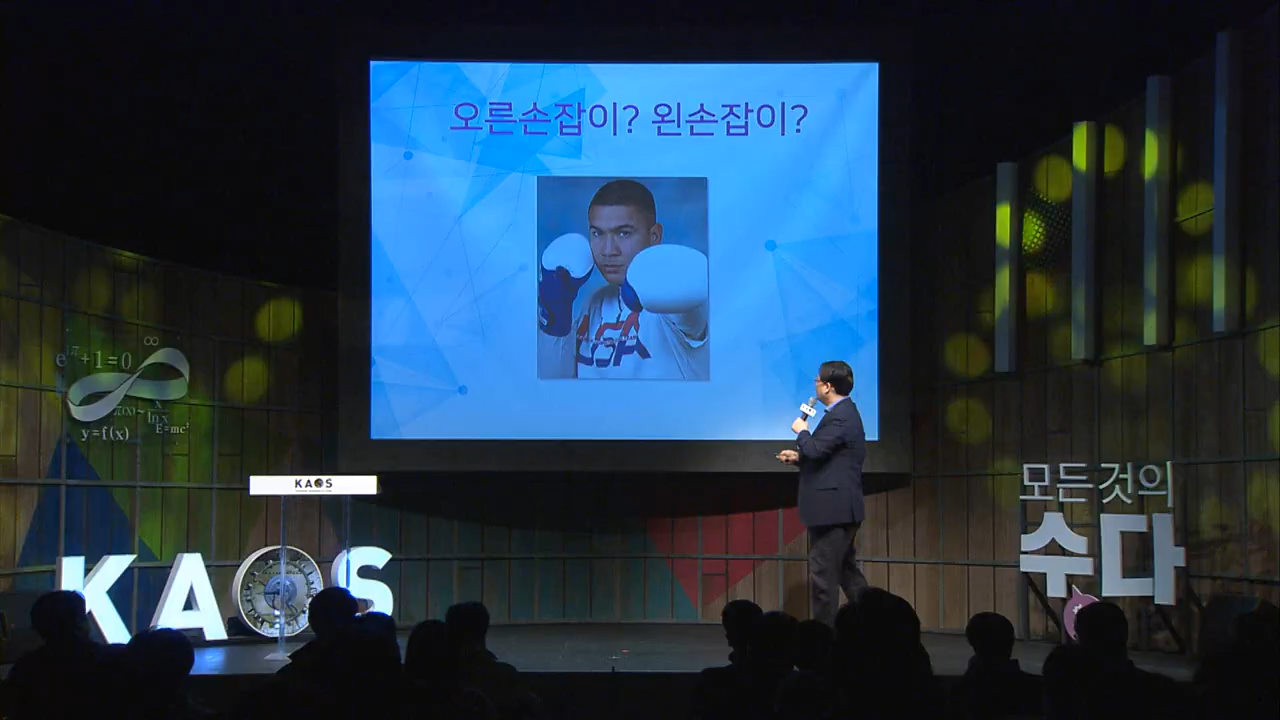 오른손잡이? 왼손잡이?
USA
e^iπ+1=0
∞
π(x)~
x
ln x
E=mc²
y=f(x)
KAOS
KAOS
모든것의
수다